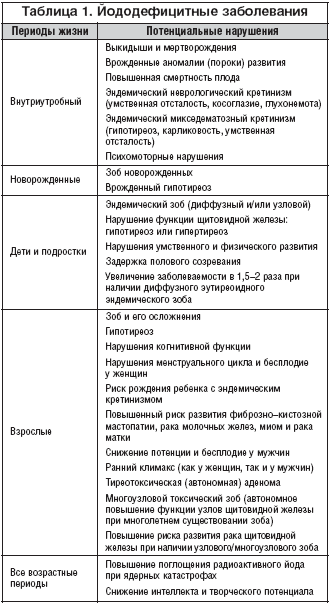 Таблица 1. Йододефицитные заболевания
Периоды жизни
Потенциальные нарушения
Внутриутробный
Выкидыши и мертворождения
Врожденные аномалии (пороки) развития
Повышенная смертность плода
Эндемический неврологический кретинизм
(умственная отсталость, косоглазие, глухонемота)
Эндемический микседематозный кретинизм
(гипотиреоз, карликовость, умственная
отсталость)
Психомоторные нарушения
Новорожденные
Зоб новорожденных
Врожденный гипотиреоз
Дети и подростки
Эндемический зоб (диффузный и/или узловой)
Нарушение функции щитовидной железы:
гипотиреоз или гипертиреоз
Нарушения умственного и физического развития
Задержка полового созревания
Увеличение заболеваемости в 1,5–2 раза при
наличии диффузного эутиреоидного
эндемического зоба
Взрослые
Зоб и его осложнения
Гипотиреоз
Нарушения когнитивной функции
Нарушения менструального цикла и бесплодие
у женщин
Риск рождения ребенка с эндемическим
кретинизмом
Повышенный риск развития фиброзно–кистозной
мастопатии, рака молочных желез, миом и рака
матки
Снижение потенции и бесплодие у мужчин
Ранний климакс (как у женщин, так и у мужчин)
Тиреотоксическая (автономная) аденома
Многоузловой токсический зоб (автономное
повышение функции узлов щитовидной железы
при многолетнем существовании зоба)
Повышение риска развития рака щитовидной
железы при наличии узлового/многоузлового зоба
Все возрастные
периоды
Повышение поглощения радиоактивного йода
при ядерных катастрофах
Снижение интеллекта и творческого потенциала